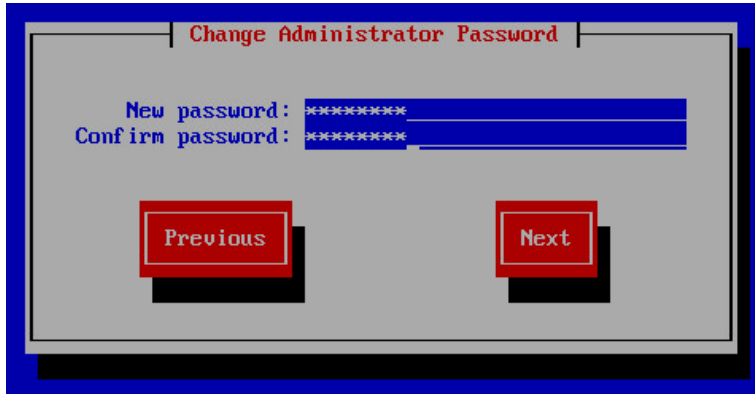 Change Administrator Password
New password: ********
Confirm password: ********
Previous
Next